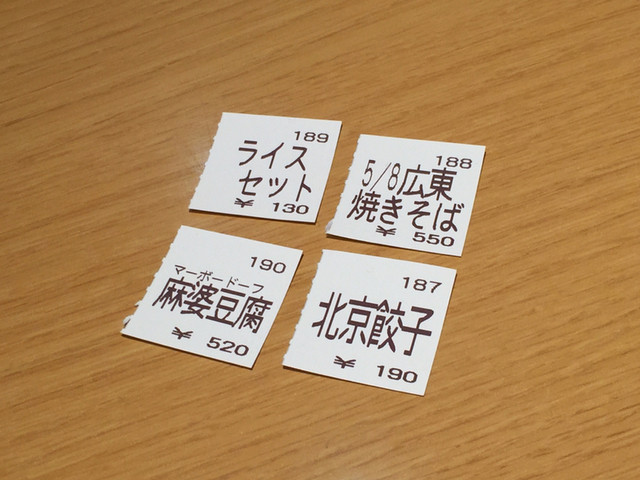 189
ライス
セット
¥ 130
188
5/8広東
焼きそば
¥ 550
190
マーボードーフ
麻婆豆腐
¥ 520
187
北京餃子
¥ 190